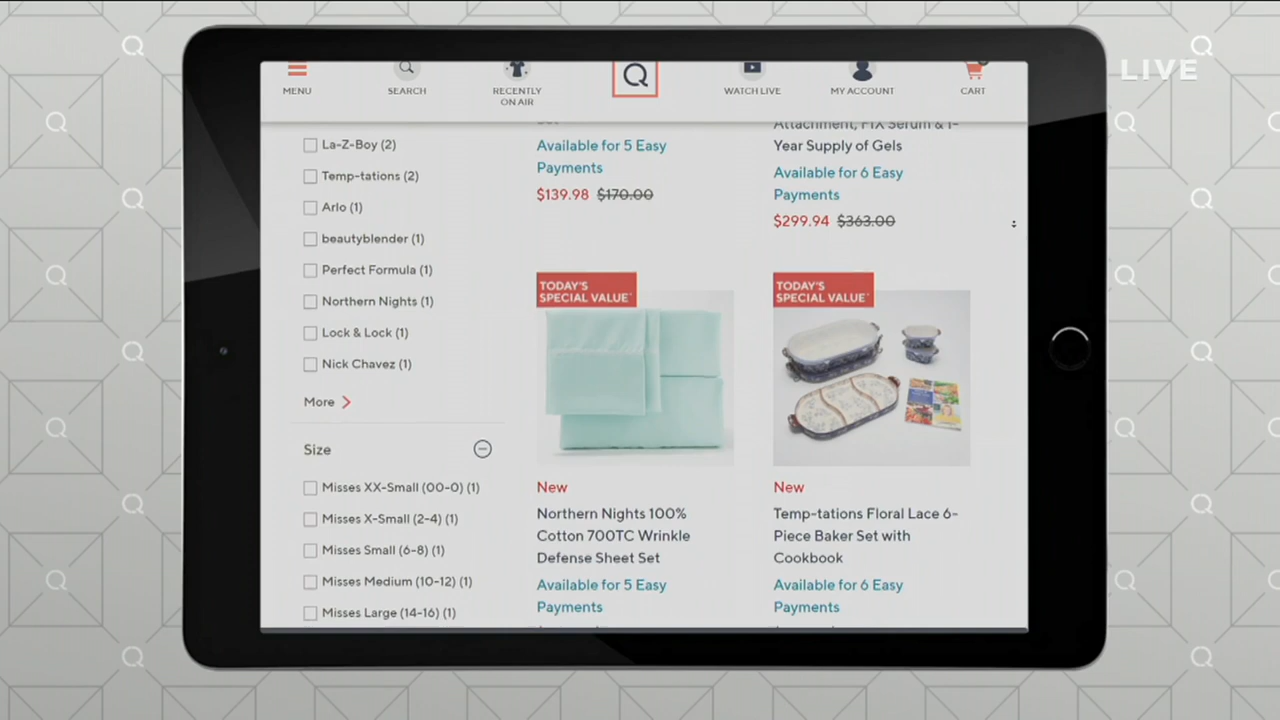 LIVE
MENU
SEARCH
RECENTLY
ON AIR
Q
WATCH LIVE
MY ACCOUNT
CART
La-Z-Boy (2)
Temp-tations (2)
Arlo (1)
beautyblender (1)
Perfect Formula (1)
Northern Nights (1)
Lock & Lock (1)
Nick Chavez (1)
More
Size
Misses XX-Small (00-0) (1)
Misses X-Small (2-4) (1)
Misses Small (6-8) (1)
Misses Medium (10-12) (1)
Misses Large (14-16) (1)
Available for 5 Easy
Payments
$139.98 $170.00
Attachment, FIX Serum & 1-
Year Supply of Gels
Available for 6 Easy
Payments
$299.94 $363.00
TODAY'S
SPECIAL VALUE*
New
Northern Nights 100%
Cotton 700TC Wrinkle
Defense Sheet Set
Available for 5 Easy
Payments
TODAY'S
SPECIAL VALUE*
New
Temp-tations Floral Lace 6-
Piece Baker Set with
Cookbook
Available for 6 Easy
Payments